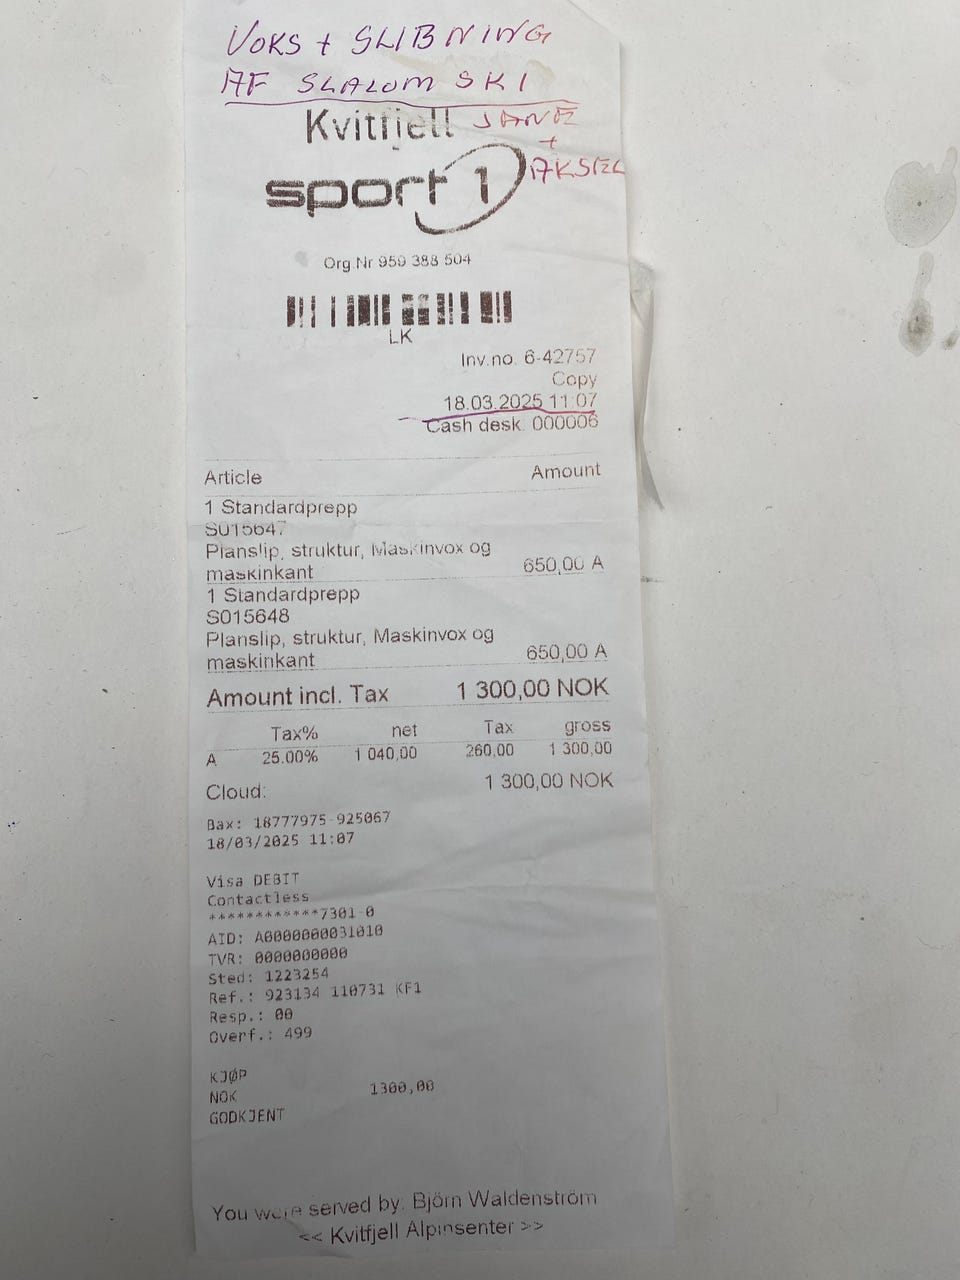 VOKS + SLIBNING
AF SLALOM SKI
JANE
+
AKSEL
Kvitfjell
sport 1
Org.Nr 959 388 504
LK
Inv.no. 6-42757
Copy
18.03.2025 11:07
Cash desk: 000006
Article Amount
1 Standardprepp
S015647
Planslip, struktur, Maskinvox og
maskinkant 650,00 A
1 Standardprepp
S015648
Planslip, struktur, Maskinvox og
maskinkant 650,00 A
Amount incl. Tax 1 300,00 NOK
Tax% net Tax gross
A 25.00% 1 040,00 260,00 1 300,00
Cloud: 1 300,00 NOK
Bax: 18777975-925067
18/03/2025 11:07
Visa DEBIT
Contactless
************7301-0
AID: A0000000031010
TVR: 0000000000
Sted: 1223254
Ref.: 923134 110731 KF1
Resp.: 00
Overf.: 499
KJØP
NOK 1300,00
GODKJENT
You were served by: Björn Waldenström
<< Kvitfjell Alpinsenter >>